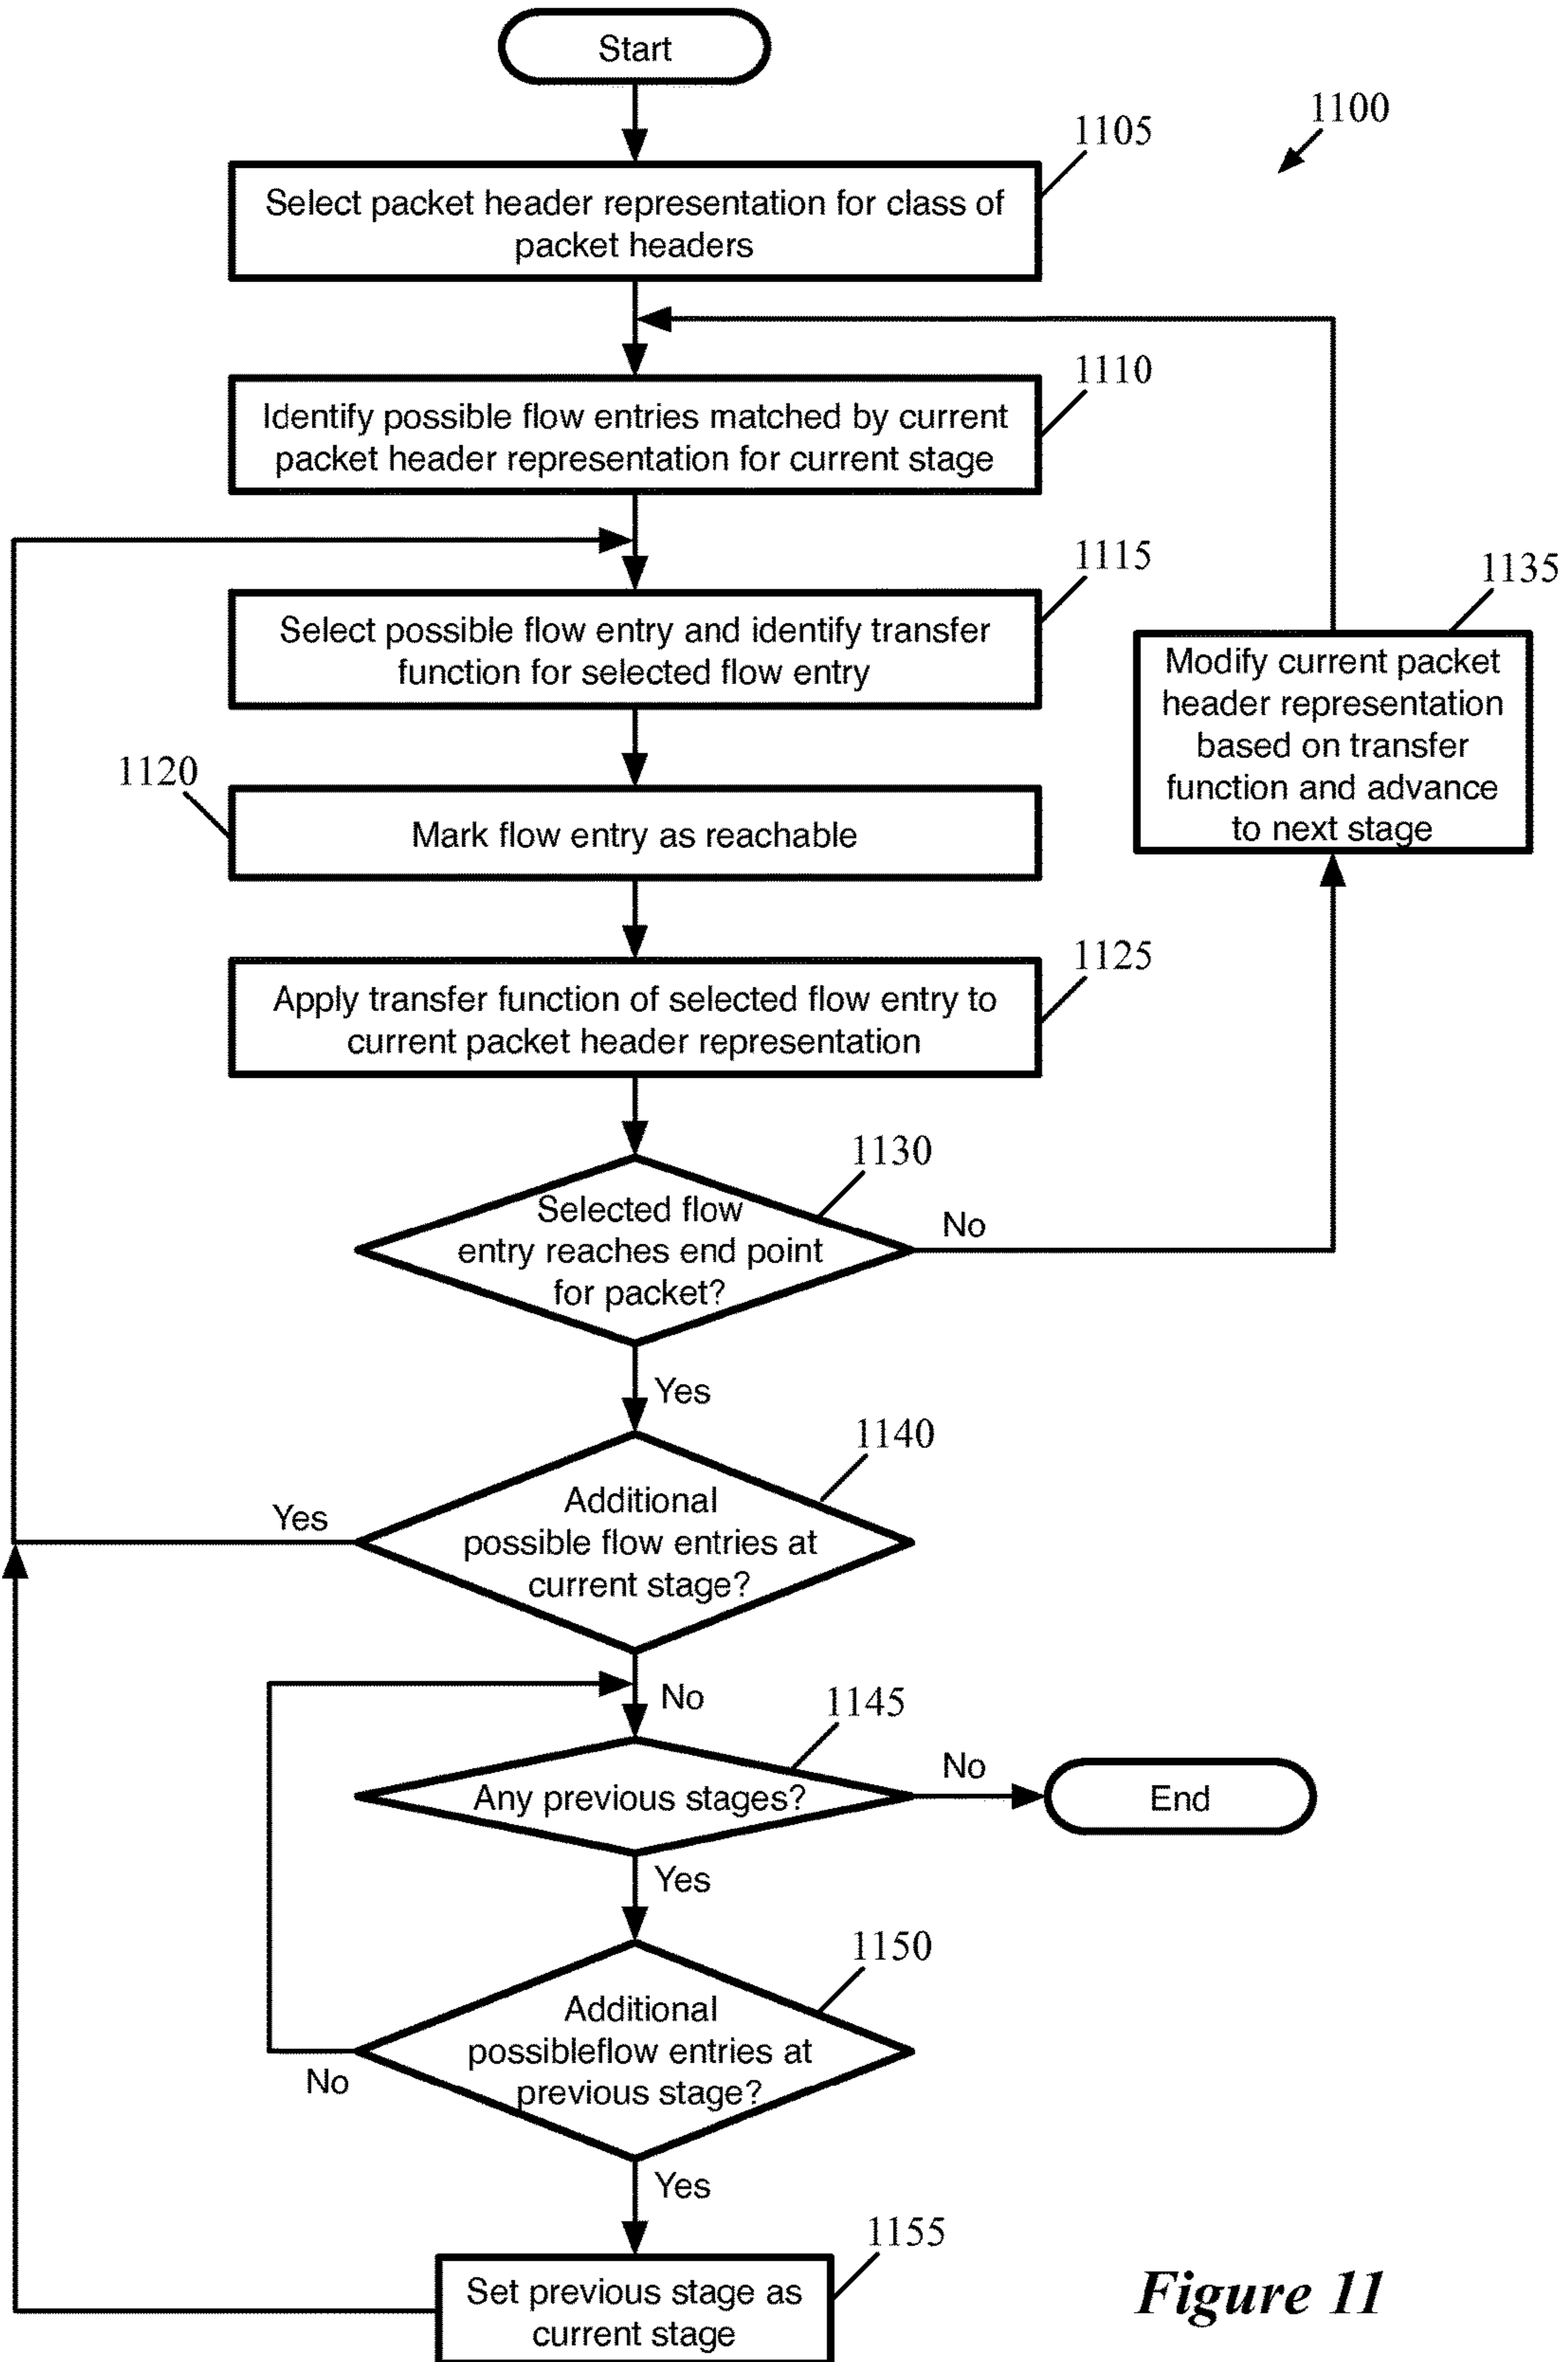 Start
1100
1105
Select packet header representation for class of
packet headers
1110
Identify possible flow entries matched by current
packet header representation for current stage
1115
Select possible flow entry and identify transfer
function for selected flow entry
1135
Modify current packet
header representation
based on transfer
function and advance
to next stage
1120
Mark flow entry as reachable
1125
Apply transfer function of selected flow entry to
current packet header representation
1130
Selected flow
entry reaches end point
for packet?
No
Yes
1140
Additional
possible flow entries at
current stage?
Yes
No
1145
Any previous stages?
No
End
Yes
1150
Additional
possibleflow entries at
previous stage?
No
Yes
1155
Set previous stage as
current stage
Figure 11